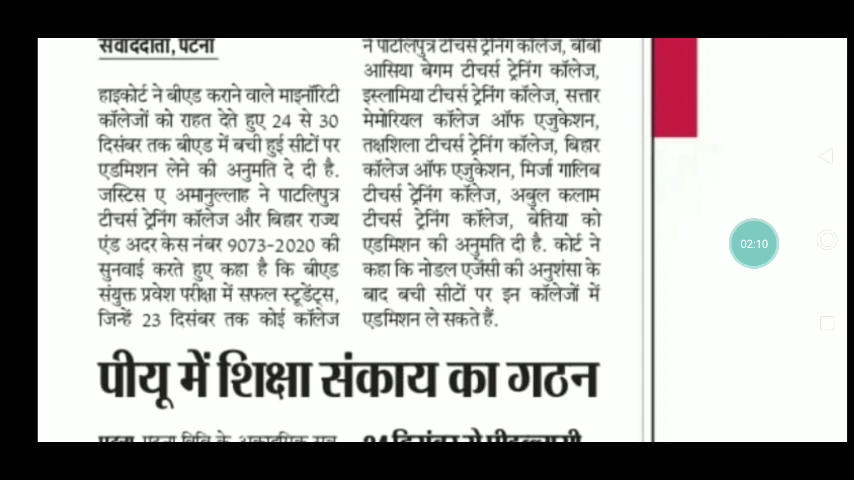 संवाददाता, पटना
हाइकोर्ट ने बीएड कराने वाले माइनॉरिटी
कॉलेजों को राहत देते हुए 24 से 30
दिसंबर तक बीएड में बची हुई सीटों पर
एडमिशन लेने की अनुमति दे दी है.
जस्टिस ए अमानुल्लाह ने पाटलिपुत्र
टीचर्स ट्रेनिंग कॉलेज और बिहार राज्य
एंड अदर केस नंबर 9073-2020 की
सुनवाई करते हुए कहा है कि बीएड
संयुक्त प्रवेश परीक्षा में सफल स्टूडेंट्स,
जिन्हें 23 दिसंबर तक कोई कॉलेज
ने पाटलिपुत्र टीचर्स ट्रेनिंग कॉलेज, बीबी
आसिया बेगम टीचर्स ट्रेनिंग कॉलेज,
इस्लामिया टीचर्स ट्रेनिंग कॉलेज, सत्तार
मेमोरियल कॉलेज ऑफ एजुकेशन,
तक्षशिला टीचर्स ट्रेनिंग कॉलेज, बिहार
कॉलेज ऑफ एजुकेशन, मिर्जा गालिब
टीचर्स ट्रेनिंग कॉलेज, अबुल कलाम
टीचर्स ट्रेनिंग कॉलेज, बेतिया को
एडमिशन की अनुमति दी है. कोर्ट ने
कहा कि नोडल एजेंसी की अनुशंसा के
बाद बची सीटों पर इन कॉलेजों में
एडमिशन ले सकते हैं.
पीयू में शिक्षा संकाय का गठन
02:10